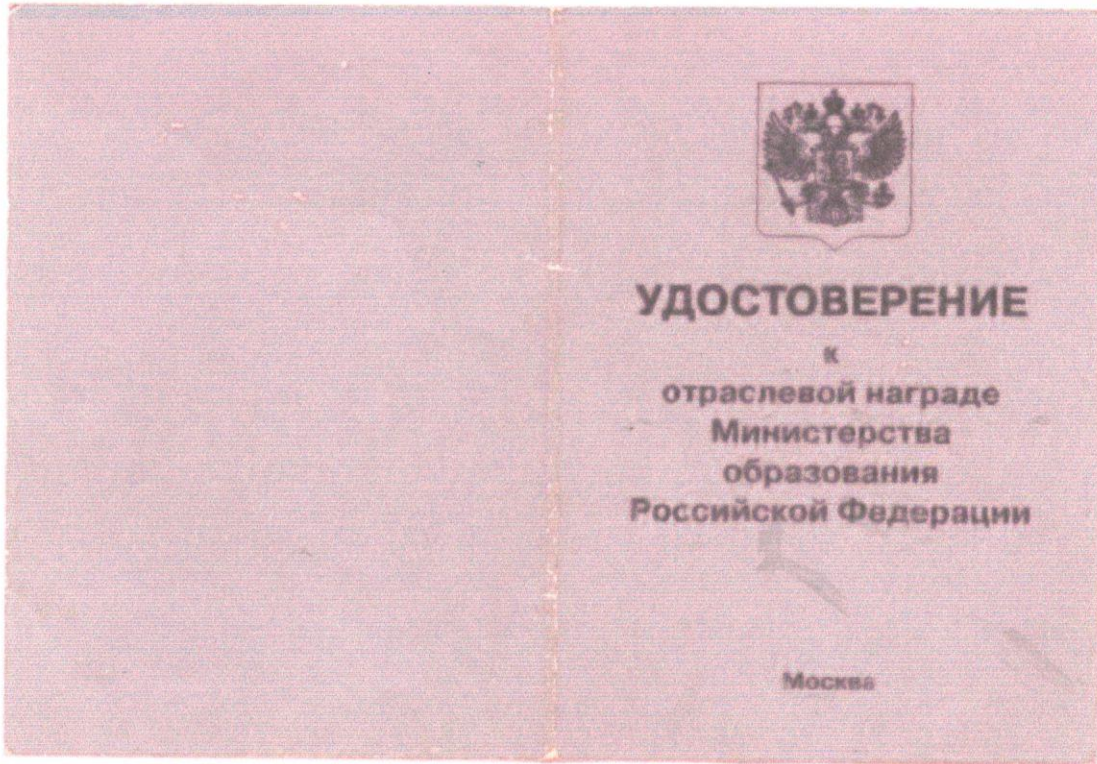 УДОСТОВЕРЕНИЕ
к
отраслевой награде
Министерства
образования
Российской Федерации
Москва